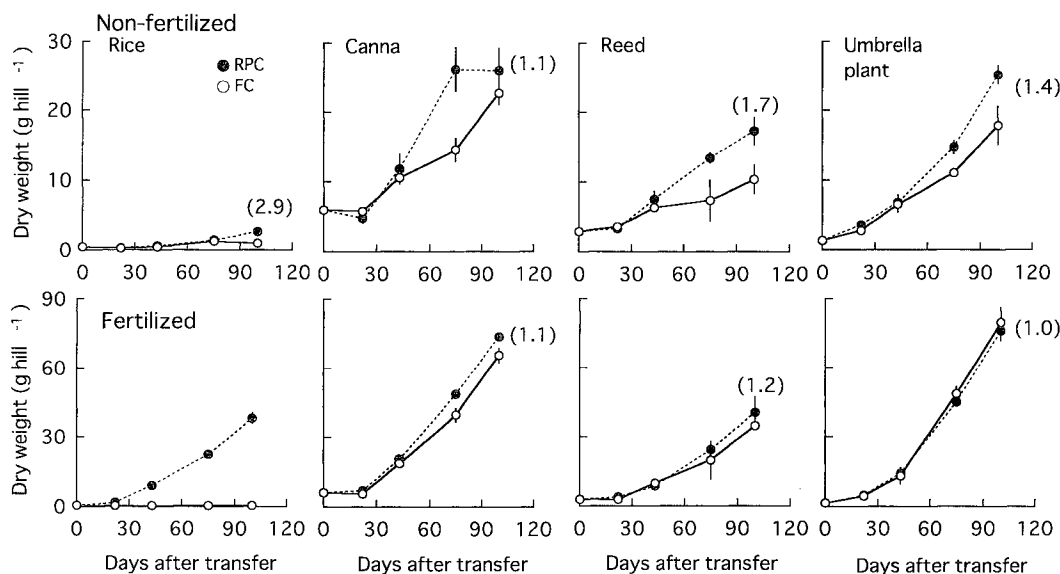 Non-fertilized
Rice
Canna
Reed
Umbrella
plant
RPC
FC
Dry weight (g hill -1)
30
20
10
0
(2.9)
(1.1)
(1.7)
(1.4)
0 30 60 90 120
0 30 60 90 120
0 30 60 90 120
0 30 60 90 120
Fertilized
Dry weight (g hill -1)
90
60
30
0
(1.1)
(1.2)
(1.0)
0 30 60 90 120
0 30 60 90 120
0 30 60 90 120
0 30 60 90 120
Days after transfer
Days after transfer
Days after transfer
Days after transfer